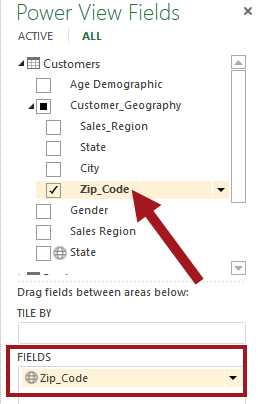 Power View Fields
ACTIVE ALL
Customers
Age Demographic
Customer_Geography
Sales_Region
State
City
Zip_Code
Gender
Sales Region
State
Drag fields between areas below:
TILE BY
FIELDS
Zip_Code